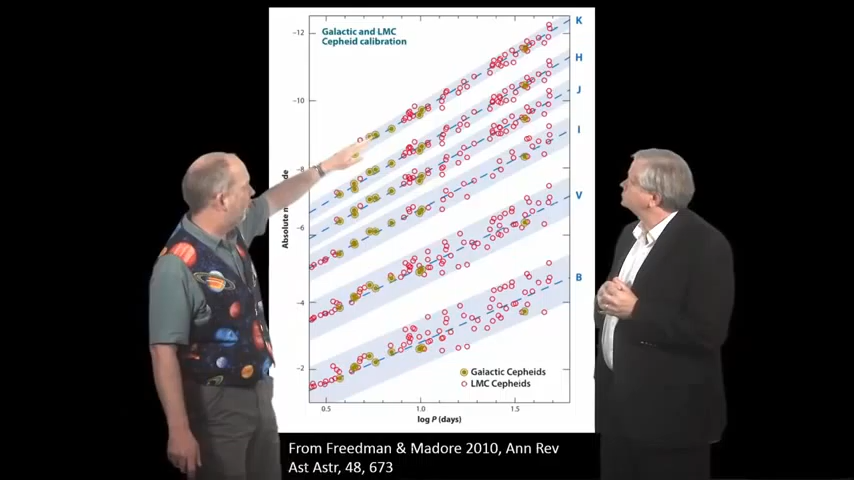 Galactic and LMC
Cepheid calibration
K
H
J
I
V
B
-12
-10
-8
-6
-4
-2
Absolute
Galactic Cepheids
LMC Cepheids
0.5
1.0
1.5
log P (days)
From Freedman & Madore 2010, Ann Rev
Ast Astr, 48, 673